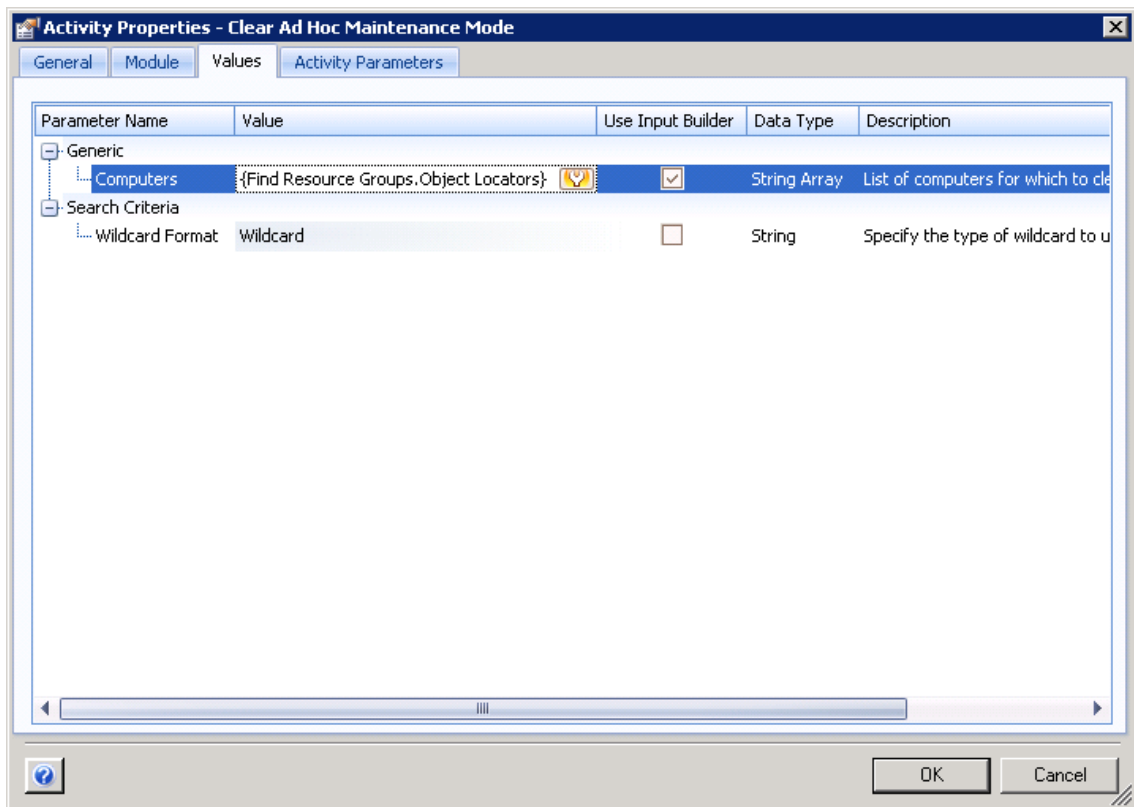 Activity Properties - Clear Ad Hoc Maintenance Mode
General Module Values Activity Parameters
Parameter Name Value Use Input Builder Data Type Description
Generic
Computers {Find Resource Groups.Object Locators} String Array List of computers for which to cle
Search Criteria
Wildcard Format Wildcard String Specify the type of wildcard to u
OK Cancel